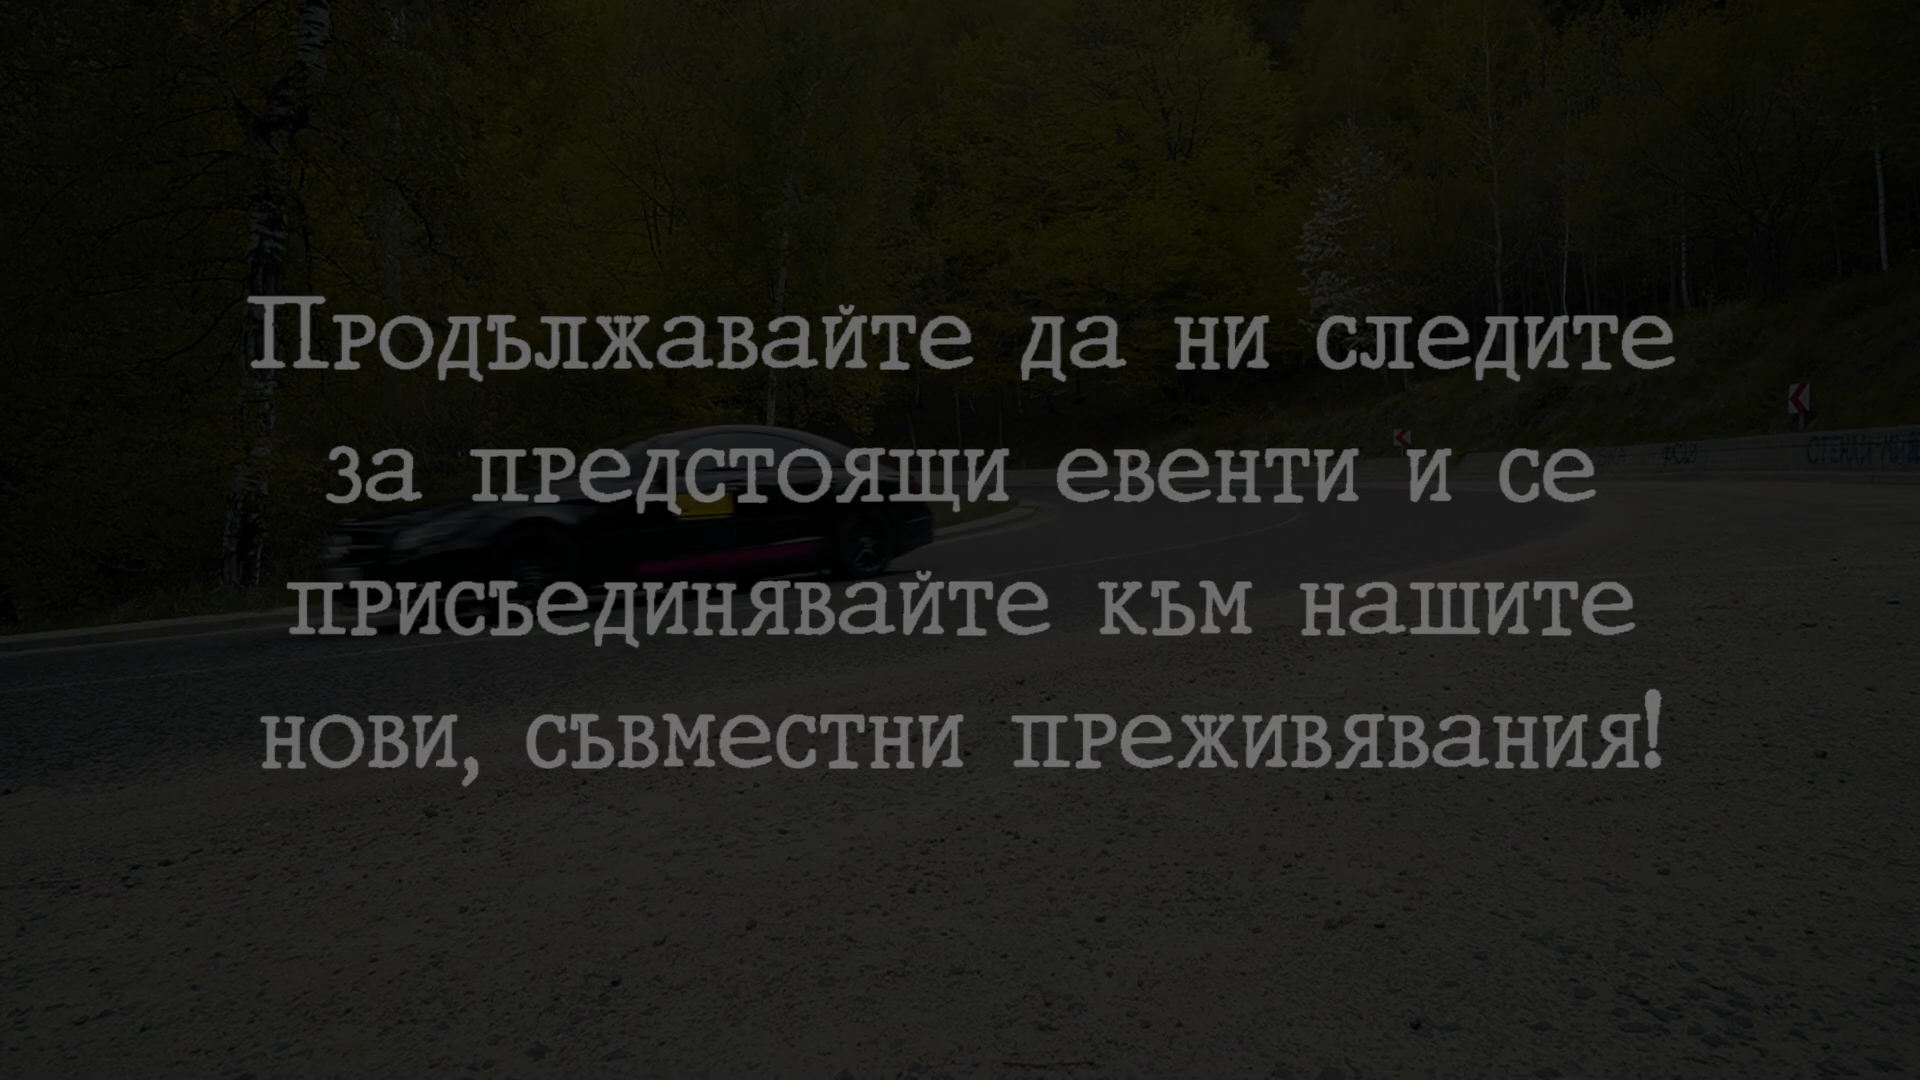 Продължавайте да ни следите
за предстоящи евенти и се
присъединявайте към нашите
нови, съвместни преживявания!